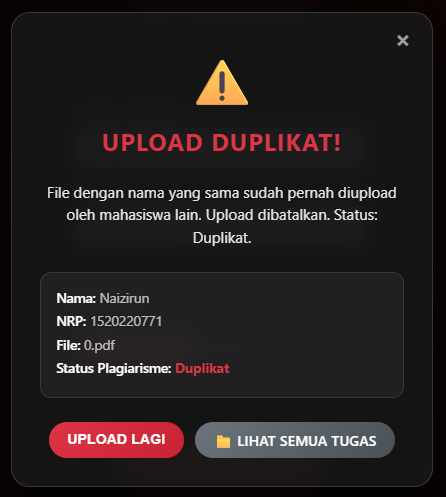 ×
UPLOAD DUPLIKAT!
File dengan nama yang sama sudah pernah diupload
oleh mahasiswa lain. Upload dibatalkan. Status:
Duplikat.
Nama: Naizirun
NRP: 1520220771
File: 0.pdf
Status Plagiarisme: Duplikat
UPLOAD LAGI
LIHAT SEMUA TUGAS